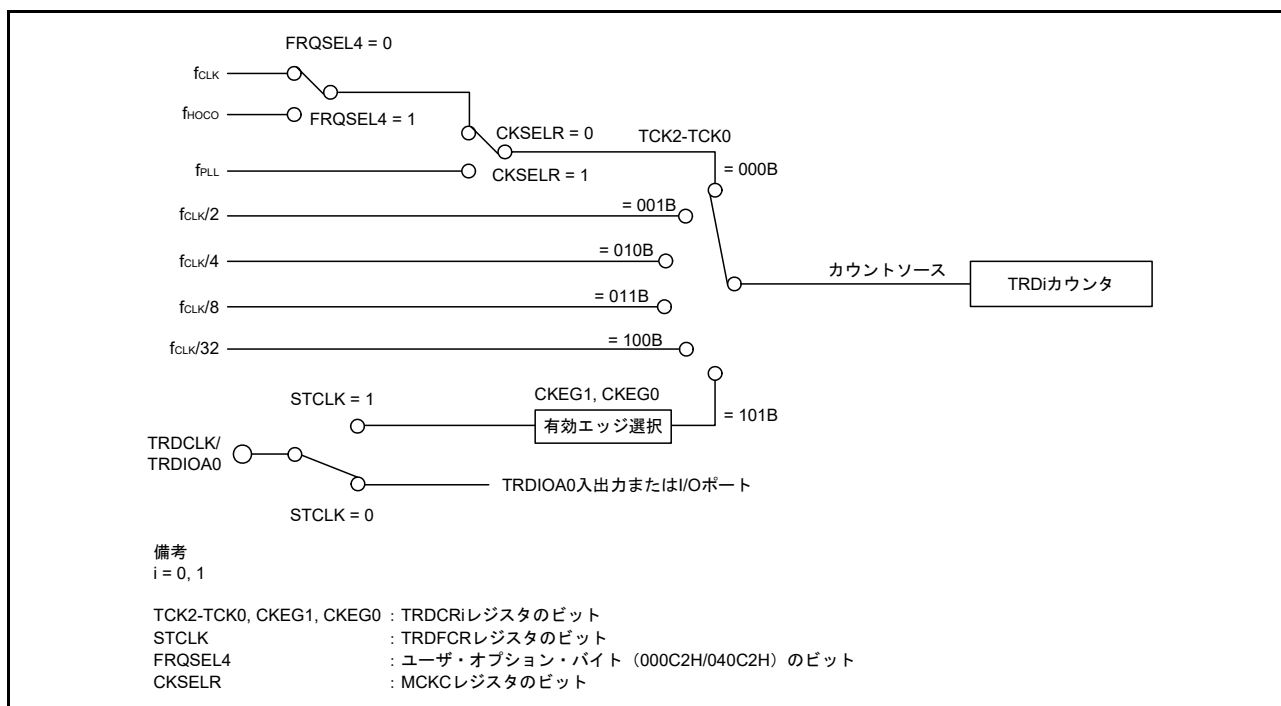 FRQSEL4 = 0
fCLK
fHOCO
FRQSEL4 = 1
CKSELR = 0
TCK2-TCK0
= 000B
fPLL
CKSELR = 1
fCLK/2
= 001B
fCLK/4
= 010B
カウントソース
TRDiカウンタ
fCLK/8
= 011B
fCLK/32
= 100B
STCLK = 1
CKEG1, CKEG0
有効エッジ選択
= 101B
TRDCLK/
TRDIOA0
TRDIOA0入出力またはI/Oポート
STCLK = 0
備考
i = 0, 1
TCK2-TCK0, CKEG1, CKEG0 : TRDCRiレジスタのビット
STCLK : TRDFCRレジスタのビット
FRQSEL4 : ユーザ・オプション・バイト（000C2H/040C2H）のビット
CKSELR : MCKCレジスタのビット